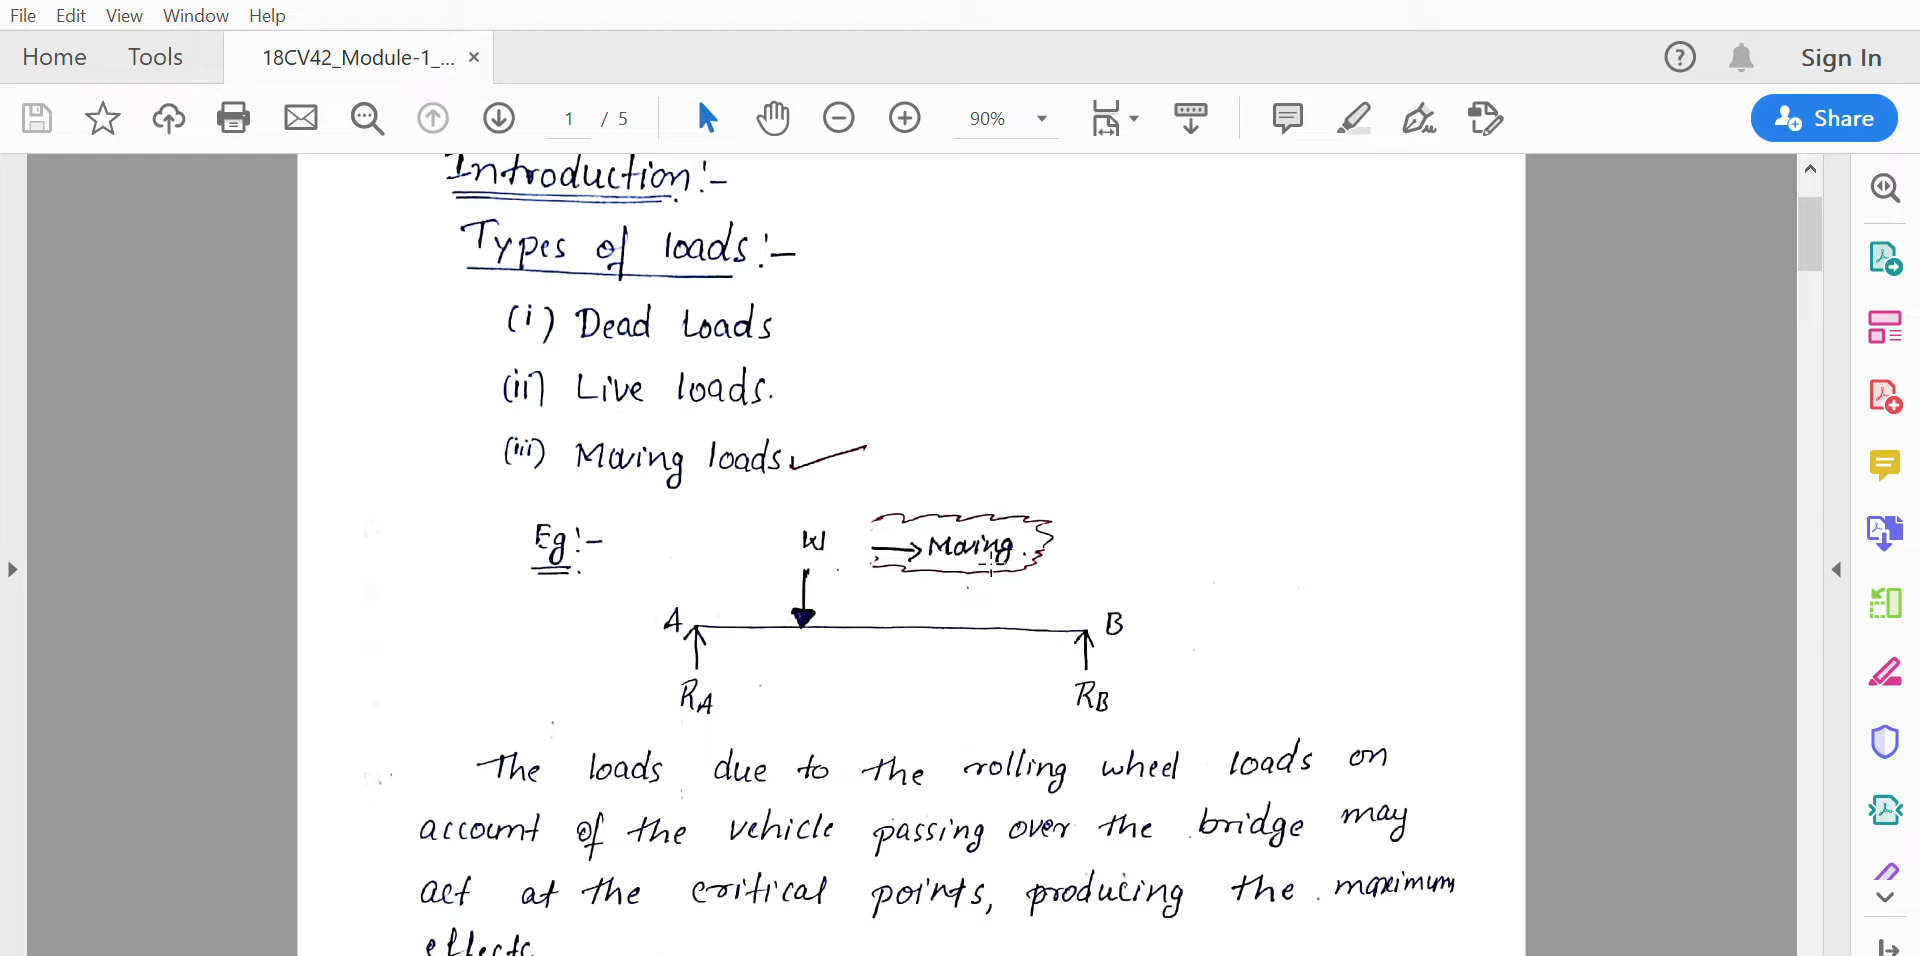 File Edit View Window Help
Home Tools 18CV42_Module-1_... × ? Sign In
1 / 5 90% Share
Introduction:-
Types of loads:-
(i) Dead Loads
(ii) Live loads.
(iii) Moving loads.
Eg:-
W → Moving.
A B
RA RB
The loads due to the rolling wheel loads on
account of the vehicle passing over the bridge may
act at the critical points, producing the maximum
effects